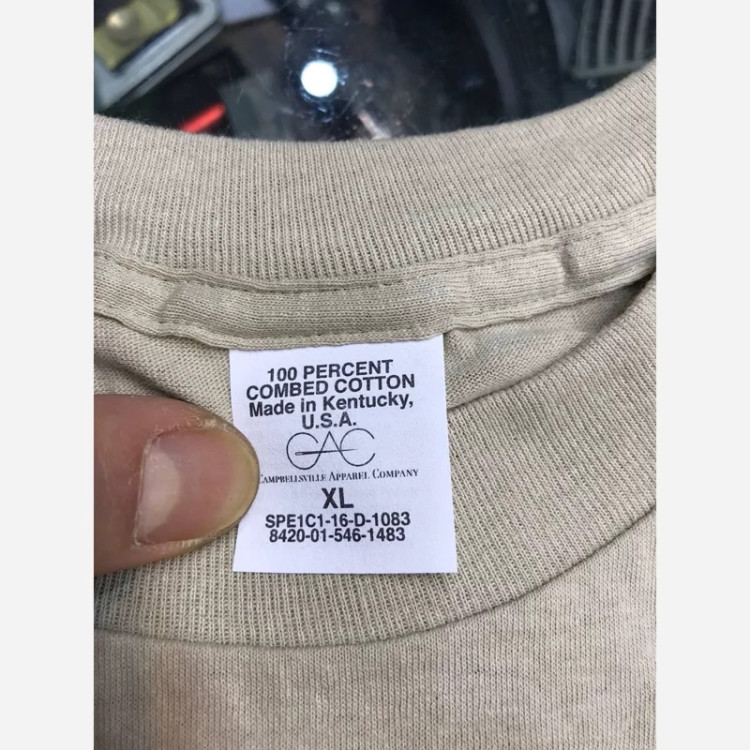 100 PERCENT
COMBED COTTON
Made in Kentucky,
U.S.A.
CAC
CAMPBELLSVILLE APPAREL COMPANY
XL
SPE1C1-16-D-1083
8420-01-546-1483